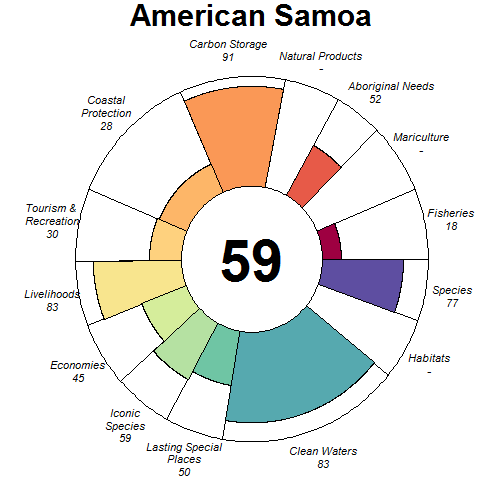 American Samoa
Carbon Storage
91
Natural Products
-
Aboriginal Needs
52
Mariculture
-
Fisheries
18
Species
77
Habitats
-
Clean Waters
83
Lasting Special
Places
50
Iconic
Species
59
Economies
45
Livelihoods
83
Tourism &
Recreation
30
Coastal
Protection
28
59